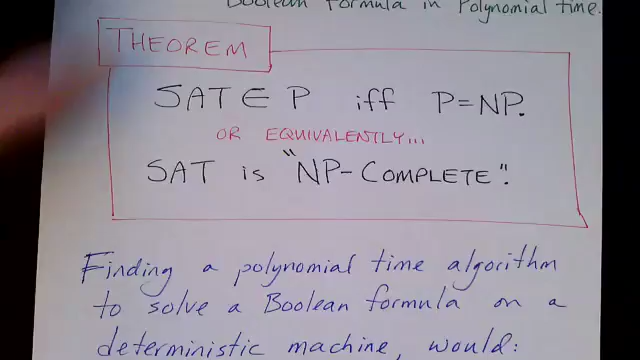 Boolean formula in Polynomial time.
THEOREM
SAT ∈ P iff P=NP.
OR EQUIVALENTLY...
SAT is "NP-COMPLETE".
Finding a polynomial time algorithm
to solve a Boolean formula on a
deterministic machine, would: